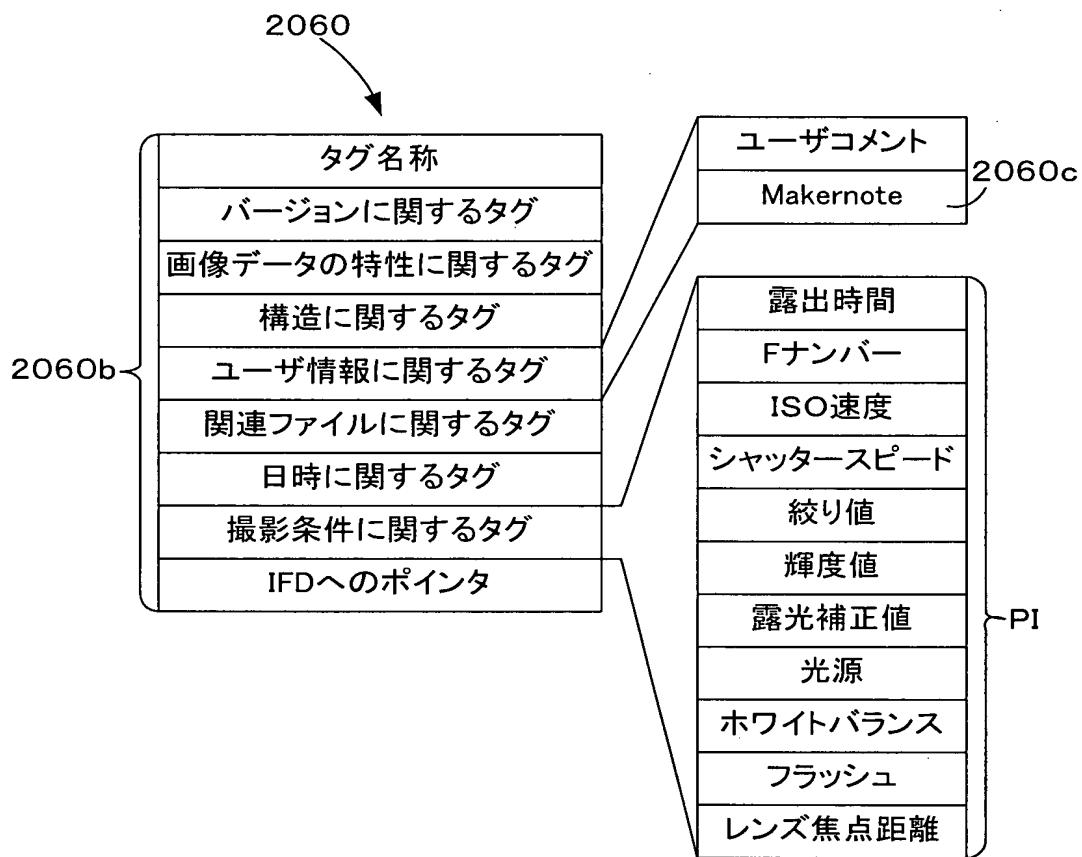 2060
タグ名称
バージョンに関するタグ
画像データの特性に関するタグ
構造に関するタグ
ユーザ情報に関するタグ
関連ファイルに関するタグ
日時に関するタグ
撮影条件に関するタグ
IFDへのポインタ
2060b
ユーザコメント
Makernote
2060c
露出時間
Fナンバー
ISO速度
シャッタースピード
絞り値
輝度値
露光補正値
光源
ホワイトバランス
フラッシュ
レンズ焦点距離
PI